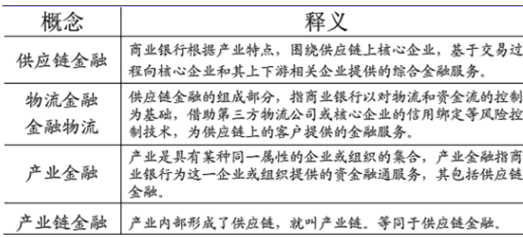 概念 释义
供应链金融 商业银行根据产业特点，围绕供应链上核心企业，基于交易过
程向核心企业和其上下游相关企业提供的综合金融服务。
物流金融
金融物流
供应链金融的组成部分，指商业银行以对物流和资金流的控制
为基础，借助第三方物流公司或核心企业的信用绑定等风险控
制技术，为供应链上的客户提供的金融服务。
产业金融
产业是具有某种同一属性的企业或组织的集合，产业金融指商
业银行为这一企业或组织提供的资金融通服务，其包括供应链
金融。
产业链金融 产业内部形成了供应链，就叫产业链。等同于供应链金融。